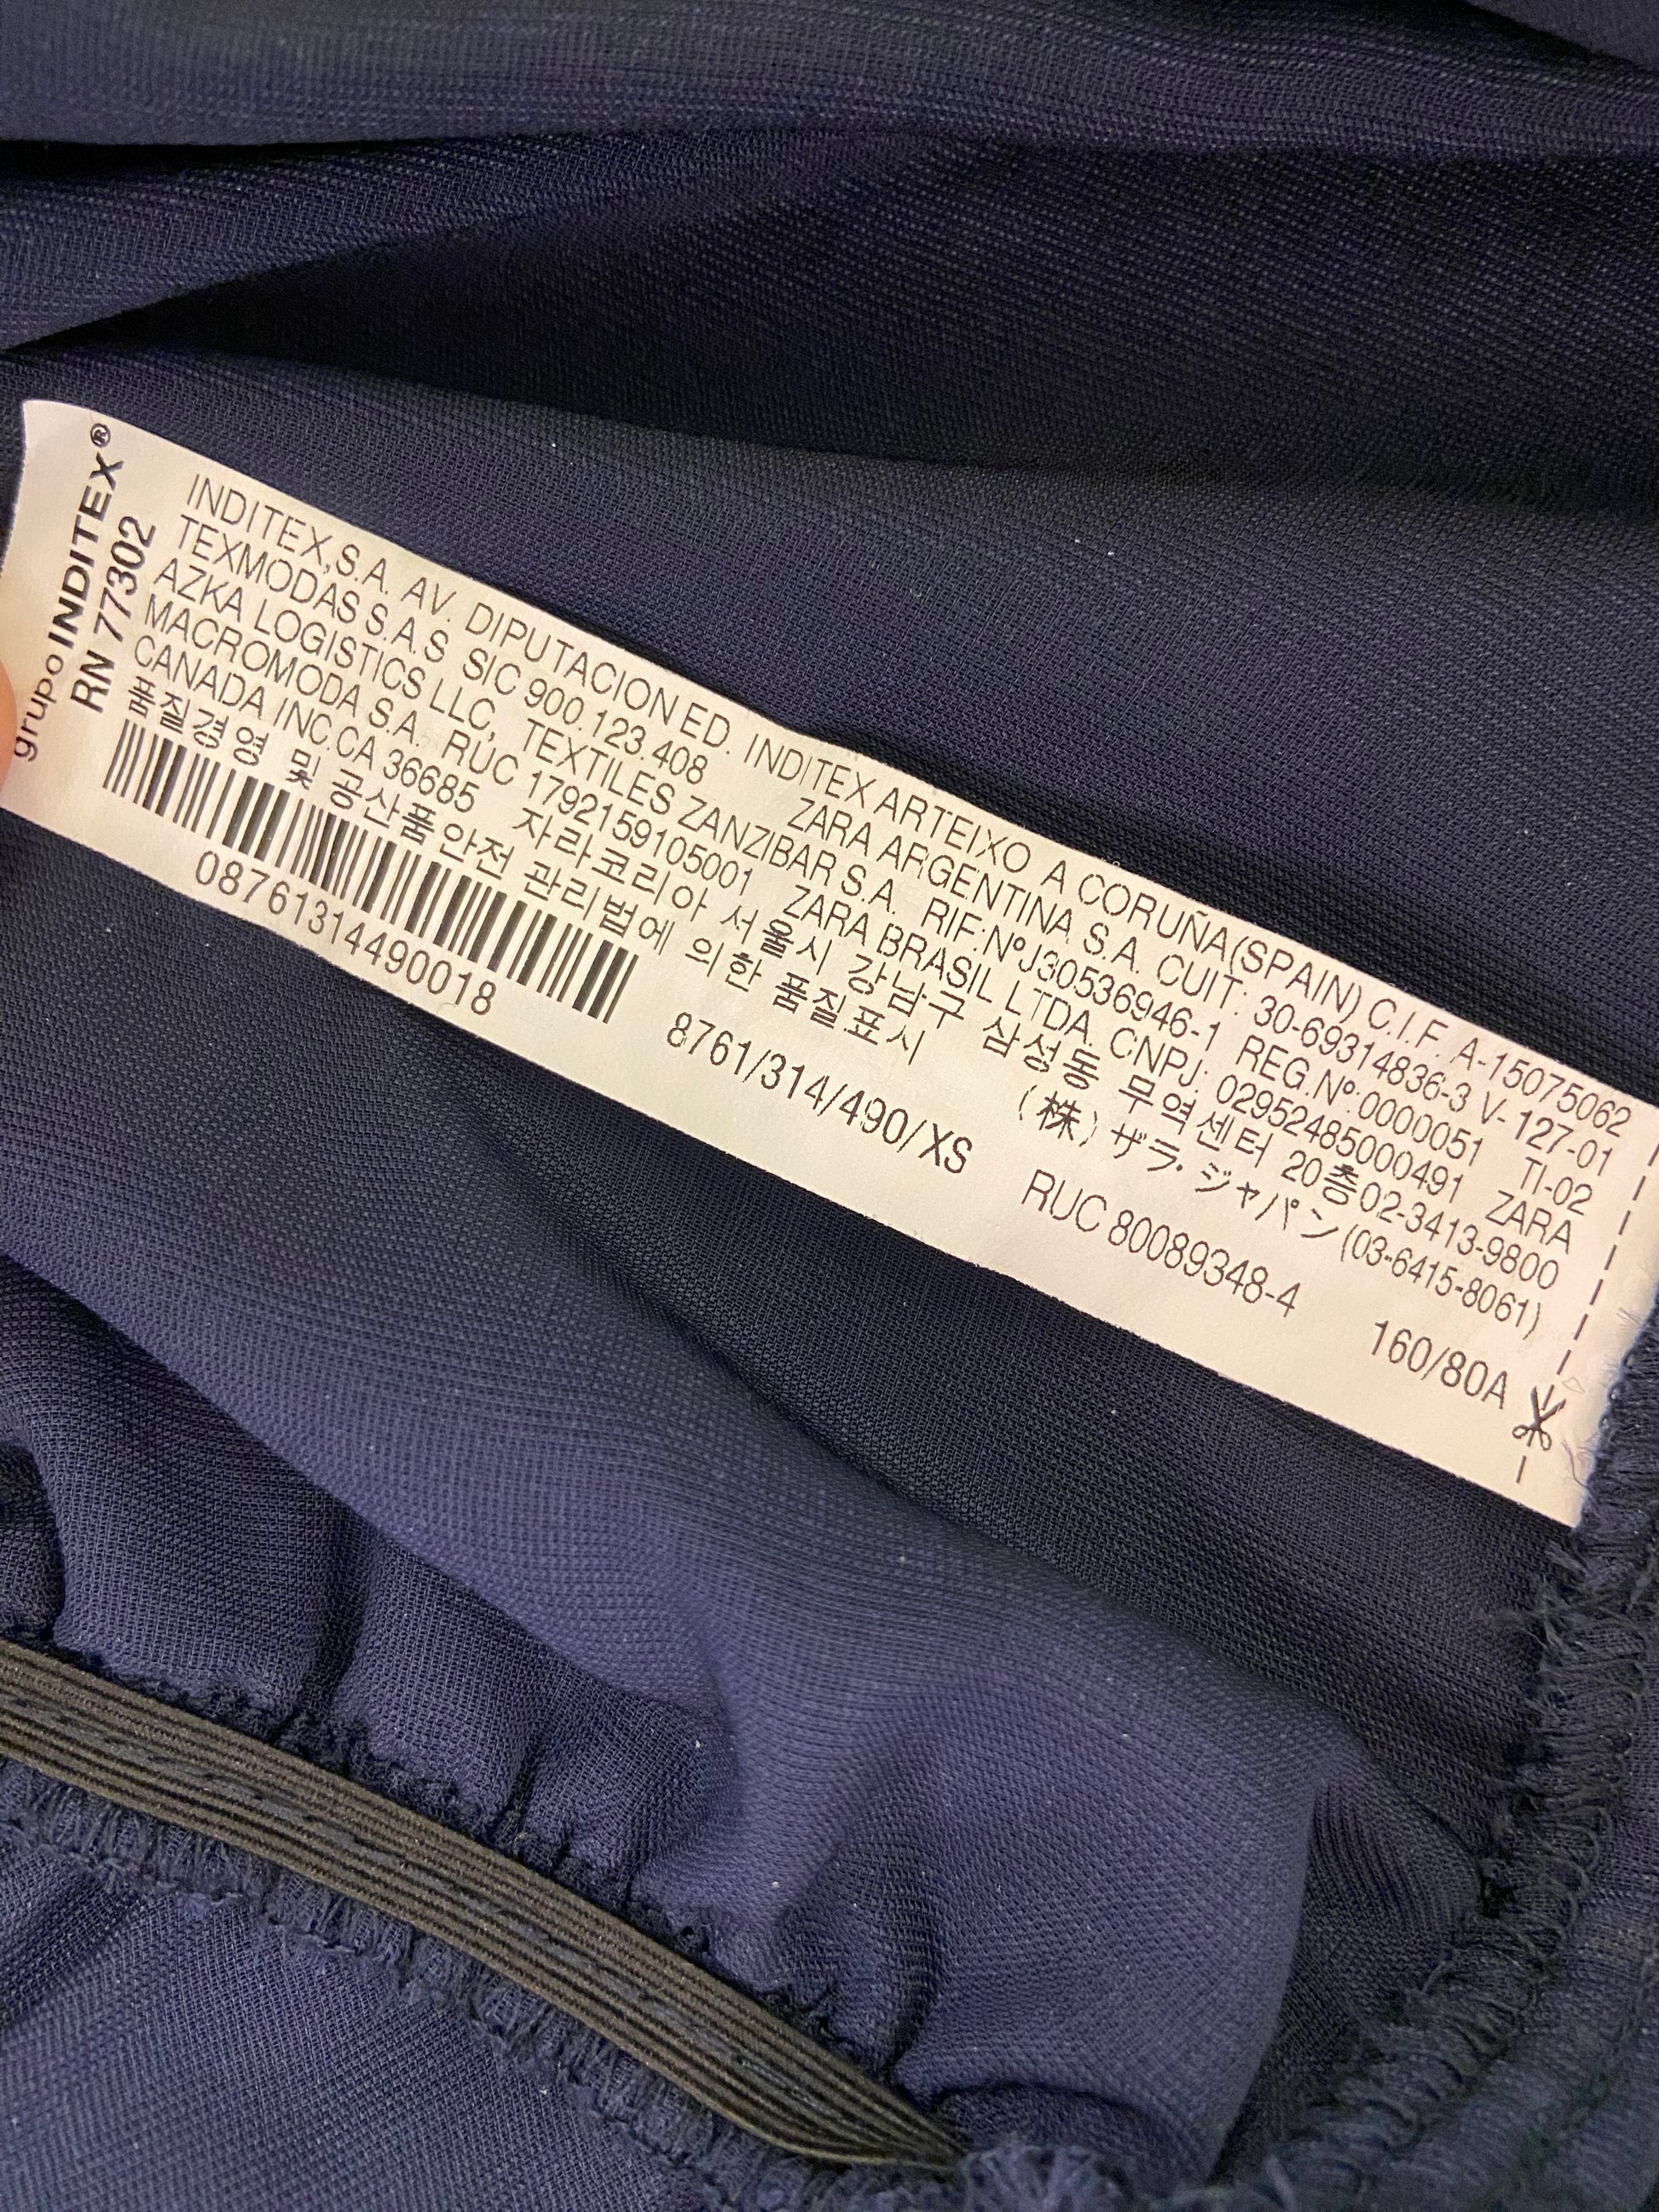 grupo INDITEX®
RN 77302
INDITEX,S.A. AV. DIPUTACION ED. INDITEX ARTEIXO A CORUÑA(SPAIN) C.I.F. A-15075062
TEXMODAS S.A.S SIC 900.123.408 ZARA ARGENTINA S.A. CUIT: 30-69314836-3 V-127-01
AZKA LOGISTICS LLC, TEXTILES ZANZIBAR S.A. RIF:NºJ30536946-1 REG.Nº:0000051 TI-02
MACROMODA S.A. RUC 1792159105001 ZARA BRASIL LTDA. CNPJ: 02952485000491 ZARA
CANADA INC.CA 36685 자라코리아 서울시 강남구 삼성동 무역센터 20층02-3413-9800
품질경영 및 공산품안전 관리법에 의한 품질표시 (株) ザラ・ジャパン(03-6415-8061)
08761314490018
8761/314/490/XS RUC 80089348-4 160/80A